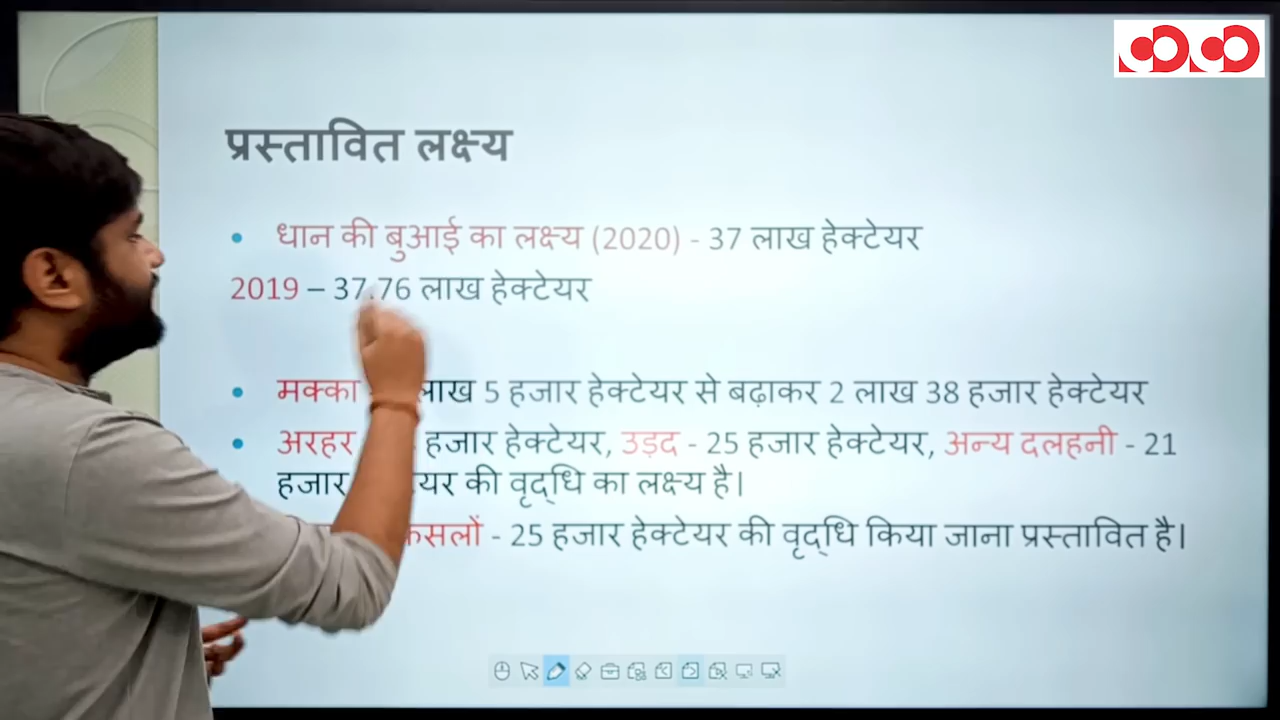 प्रस्तावित लक्ष्य
• धान की बुआई का लक्ष्य (2020) - 37 लाख हेक्टेयर
2019 – 37.76 लाख हेक्टेयर
• मक्का लाख 5 हजार हेक्टेयर से बढ़ाकर 2 लाख 38 हजार हेक्टेयर
• अरहर हजार हेक्टेयर, उड़द - 25 हजार हेक्टेयर, अन्य दलहनी - 21
हजार की वृद्धि का लक्ष्य है।
फसलों - 25 हजार हेक्टेयर की वृद्धि किया जाना प्रस्तावित है।